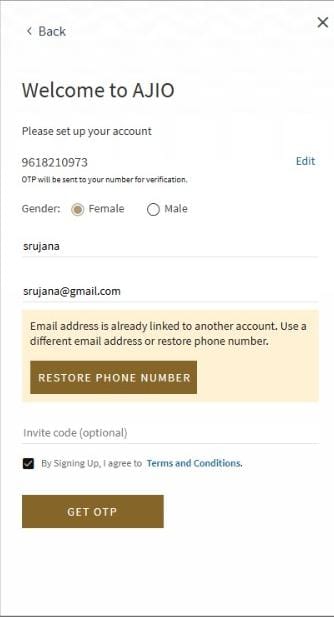 Back
Welcome to AJIO
Please set up your account
9618210973 Edit
OTP will be sent to your number for verification.
Gender: Female Male
srujana
srujana@gmail.com
Email address is already linked to another account. Use a
different email address or restore phone number.
RESTORE PHONE NUMBER
Invite code (optional)
By Signing Up, I agree to Terms and Conditions.
GET OTP